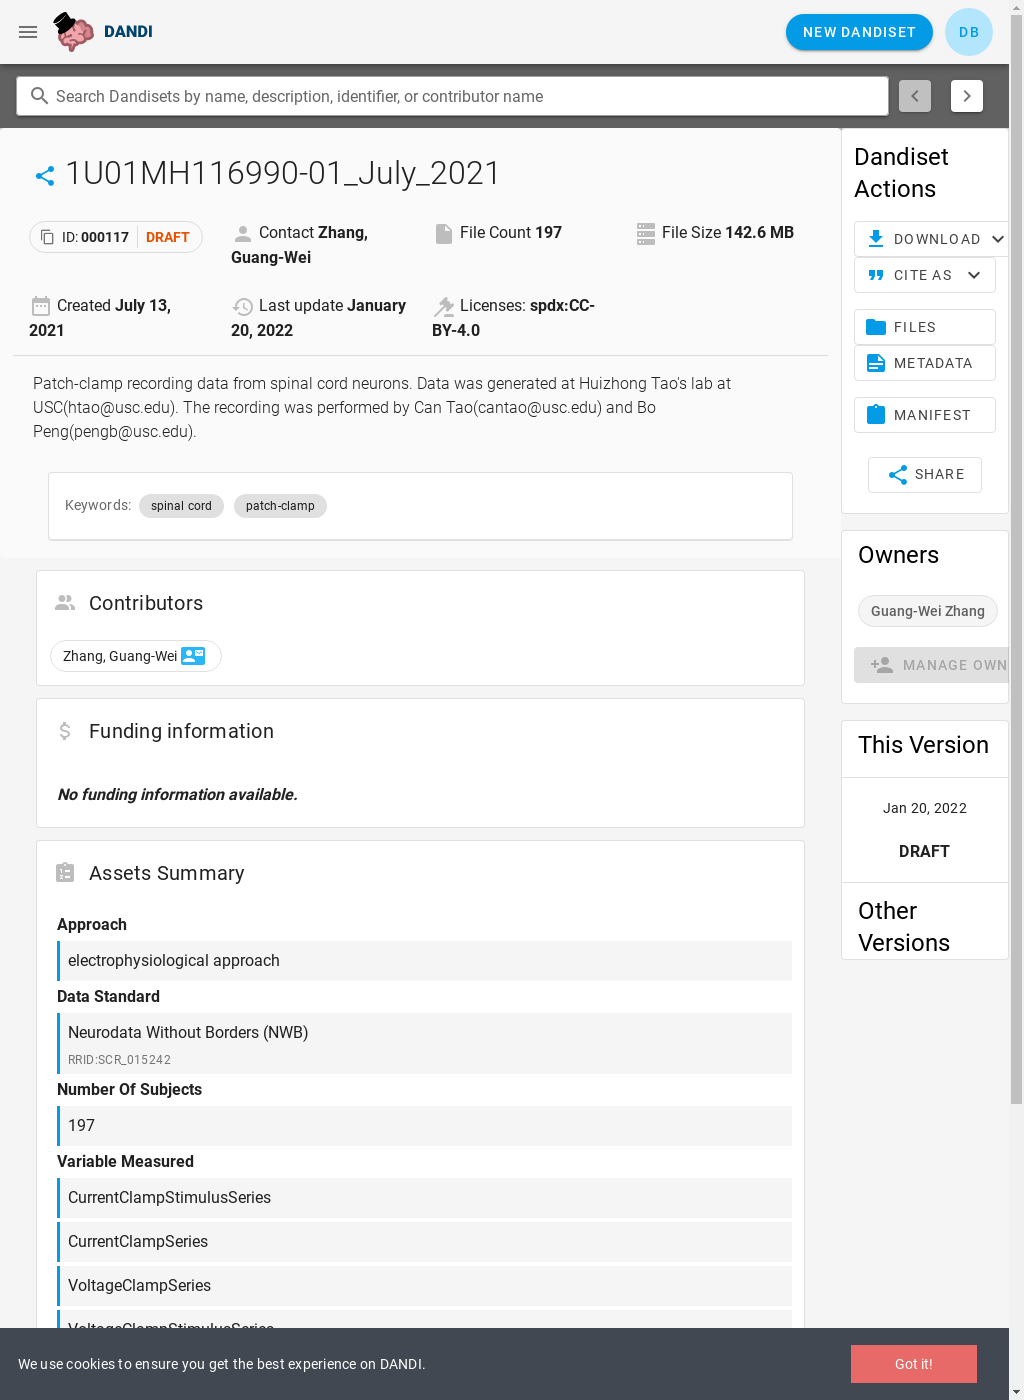 DANDI
NEW DANDISET
DB
Search Dandisets by name, description, identifier, or contributor name
1U01MH116990-01_July_2021
ID: 000117 DRAFT
Contact Zhang,
Guang-Wei
File Count 197
File Size 142.6 MB
Created July 13,
2021
Last update January
20, 2022
Licenses: spdx:CC-
BY-4.0
Patch-clamp recording data from spinal cord neurons. Data was generated at Huizhong Tao's lab at
USC(htao@usc.edu). The recording was performed by Can Tao(cantao@usc.edu) and Bo
Peng(pengb@usc.edu).
Keywords: spinal cord patch-clamp
Contributors
Zhang, Guang-Wei
Funding information
No funding information available.
Assets Summary
Approach
electrophysiological approach
Data Standard
Neurodata Without Borders (NWB)
RRID:SCR_015242
Number Of Subjects
197
Variable Measured
CurrentClampStimulusSeries
CurrentClampSeries
VoltageClampSeries
VoltageClampStimulusSeries
Dandiset
Actions
DOWNLOAD
CITE AS
FILES
METADATA
MANIFEST
SHARE
Owners
Guang-Wei Zhang
MANAGE OWN
This Version
Jan 20, 2022
DRAFT
Other
Versions
We use cookies to ensure you get the best experience on DANDI.
Got it!